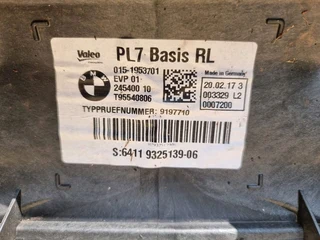 Valeo PL7 Basis RL
015-1953701
EVP 01
245400 10
T95540806
Made in Germany
20.02.17 3
003329 L2
0007200
TYPPRUEFNUMMER: 9197710
S:6411 9325139-06